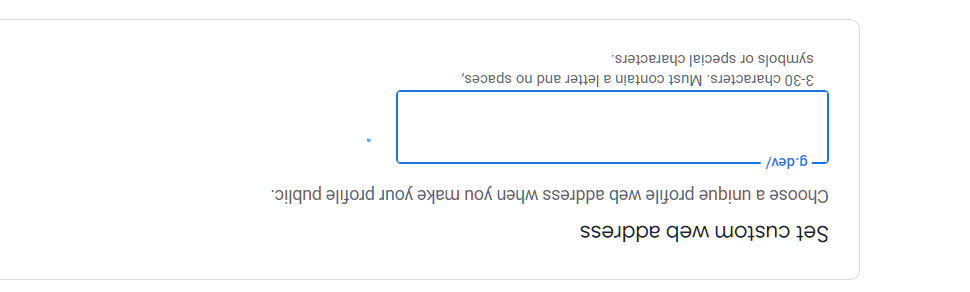 Set custom web address
Choose a unique profile web address when you make your profile public.
g.dev/
3-30 characters. Must contain a letter and no spaces,
symbols or special characters.